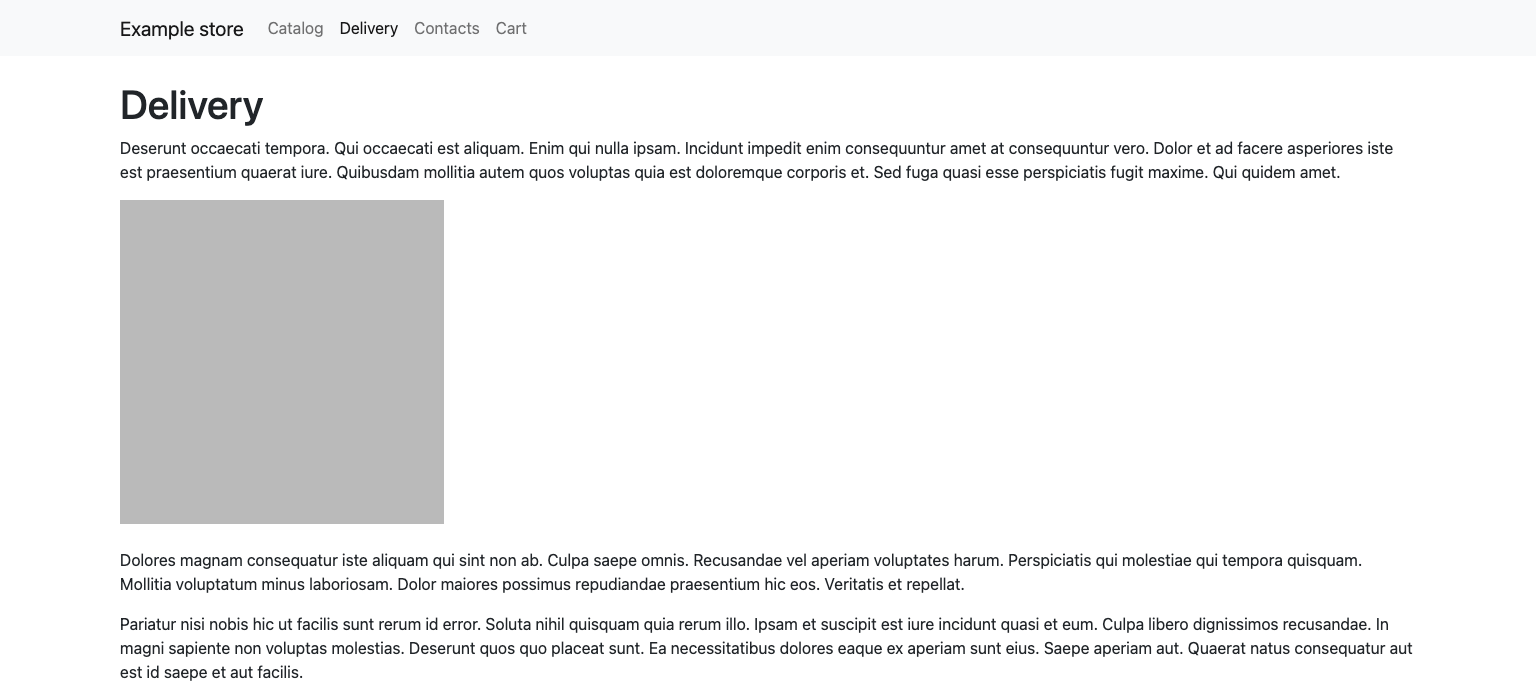 Example store Catalog Delivery Contacts Cart
Delivery
Deserunt occaecati tempora. Qui occaecati est aliquam. Enim qui nulla ipsam. Incidunt impedit enim consequuntur amet at consequuntur vero. Dolor et ad facere asperiores iste
est praesentium quaerat iure. Quibusdam mollitia autem quos voluptas quia est doloremque corporis et. Sed fuga quasi esse perspiciatis fugit maxime. Qui quidem amet.
Dolores magnam consequatur iste aliquam qui sint non ab. Culpa saepe omnis. Recusandae vel aperiam voluptates harum. Perspiciatis qui molestiae qui tempora quisquam.
Mollitia voluptatum minus laboriosam. Dolor maiores possimus repudiandae praesentium hic eos. Veritatis et repellat.
Pariatur nisi nobis hic ut facilis sunt rerum id error. Soluta nihil quisquam quia rerum illo. Ipsam et suscipit est iure incidunt quasi et eum. Culpa libero dignissimos recusandae. In
magni sapiente non voluptas molestias. Deserunt quos quo placeat sunt. Ea necessitatibus dolores eaque ex aperiam sunt eius. Saepe aperiam aut. Quaerat natus consequatur aut
est id saepe et aut facilis.